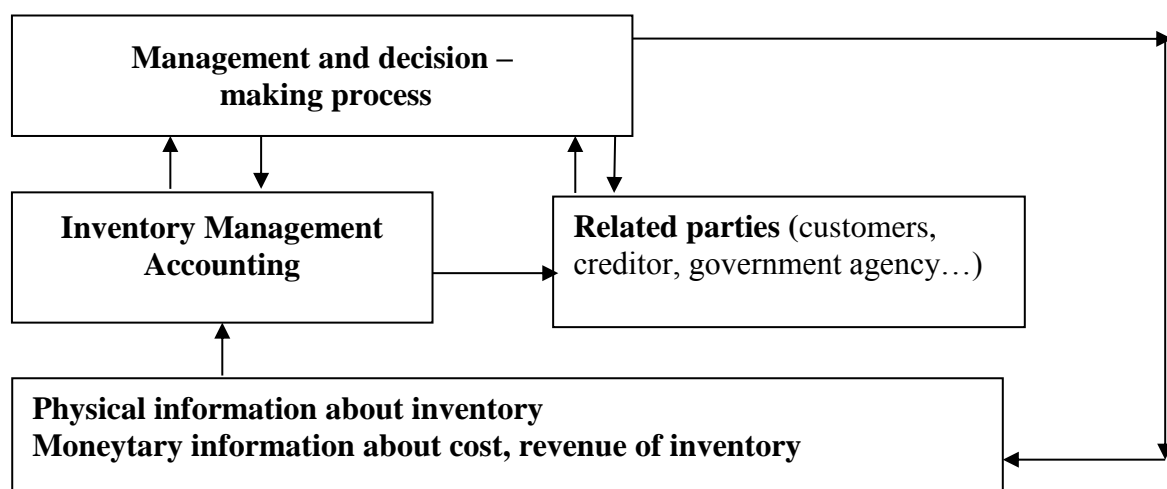 Management and decision –
making process
Inventory Management
Accounting
Related parties (customers,
creditor, government agency…)
Physical information about inventory
Moneytary information about cost, revenue of inventory